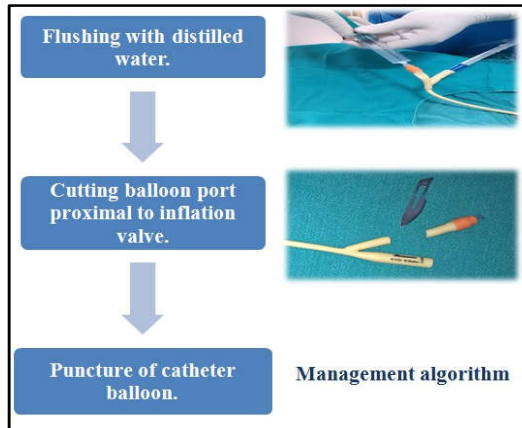 Flushing with distilled
water.
Cutting balloon port
proximal to inflation
valve.
Puncture of catheter
balloon.
Management algorithm